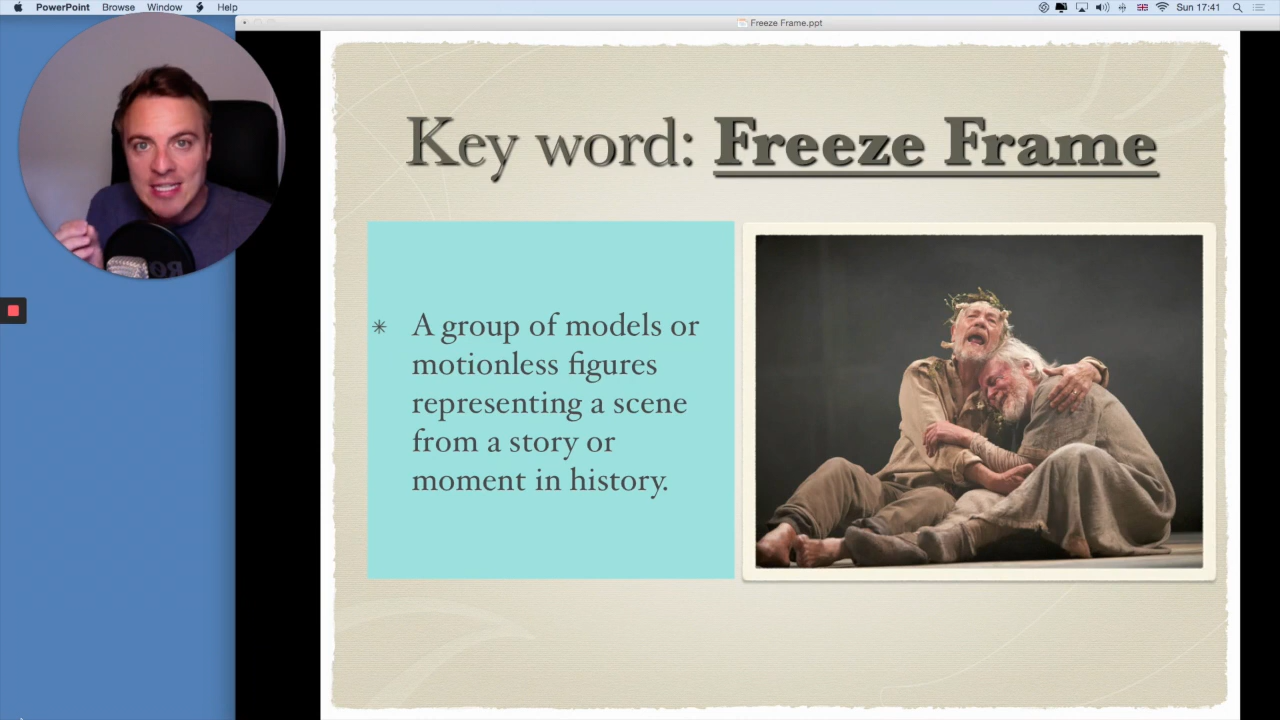 PowerPoint Browse Window Help
Sun 17:41
Freeze Frame.ppt
Key word: Freeze Frame
✳ A group of models or
motionless figures
representing a scene
from a story or
moment in history.